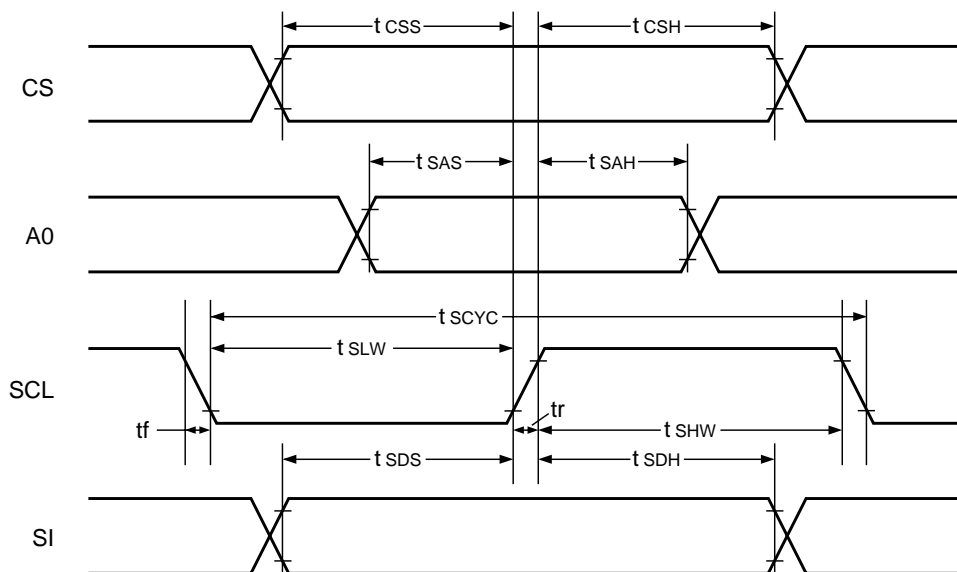 t CSS t CSH
CS
t SAS t SAH
A0
t SCYC
t SLW
SCL
tr
tf t SHW
t SDS t SDH
SI